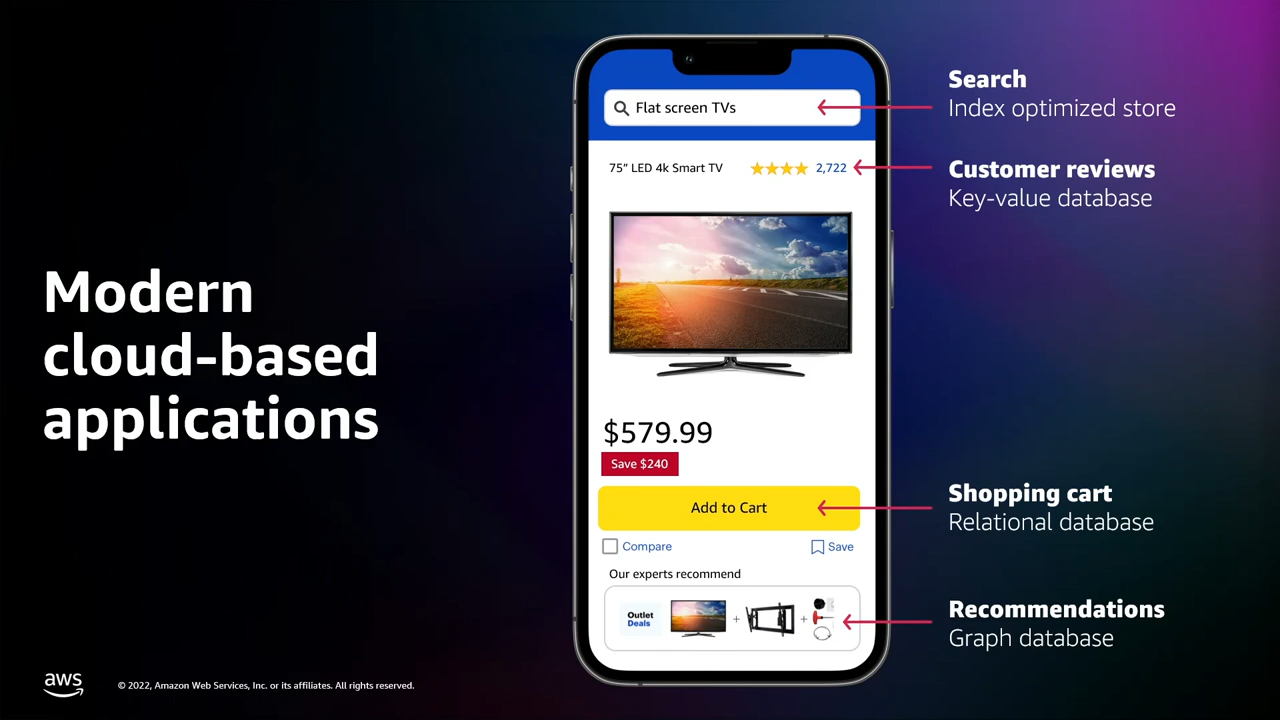 Modern
cloud-based
applications
Flat screen TVs
75” LED 4k Smart TV
2,722
$579.99
Save $240
Add to Cart
Compare
Save
Our experts recommend
Outlet
Deals
+
+
Search
Index optimized store
Customer reviews
Key-value database
Shopping cart
Relational database
Recommendations
Graph database
aws
© 2022, Amazon Web Services, Inc. or its affiliates. All rights reserved.